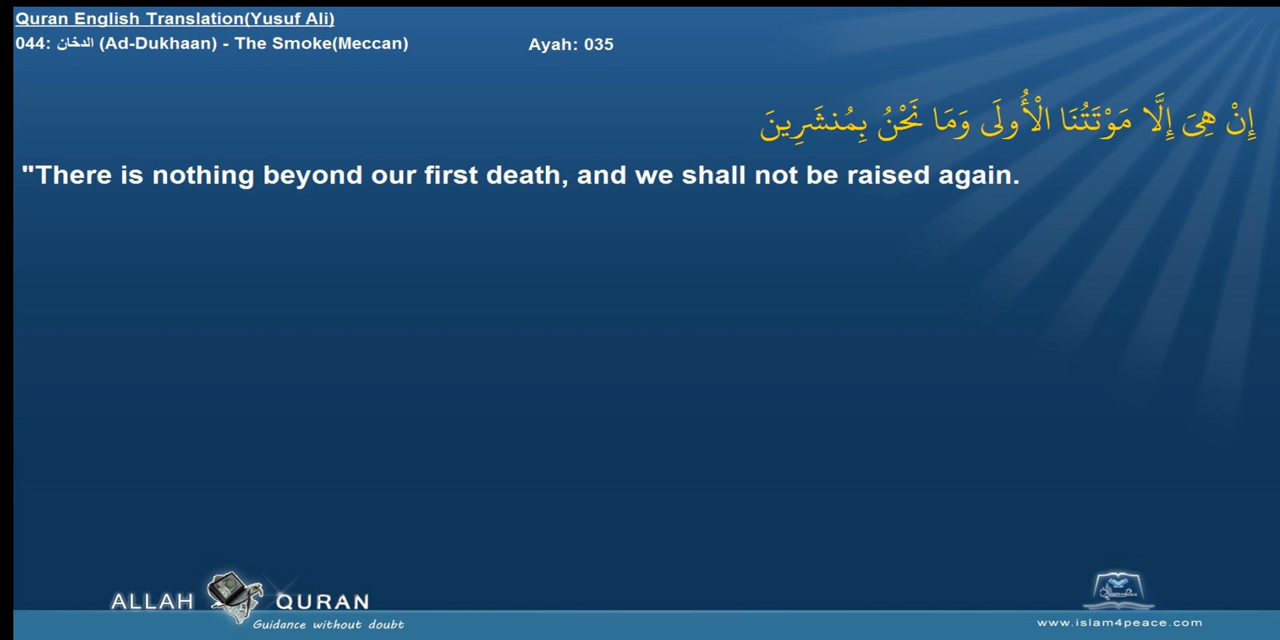 Quran English Translation(Yusuf Ali)
044: الدخان (Ad-Dukhaan) - The Smoke(Meccan) Ayah: 035
إِنْ هِىَ إِلَّا مَوْتَتُنَا الْأُولَى وَمَا نَحْنُ بِمُنشَرِينَ
"There is nothing beyond our first death, and we shall not be raised again.
ALLAH QURAN
Guidance without doubt
www.islam4peace.com